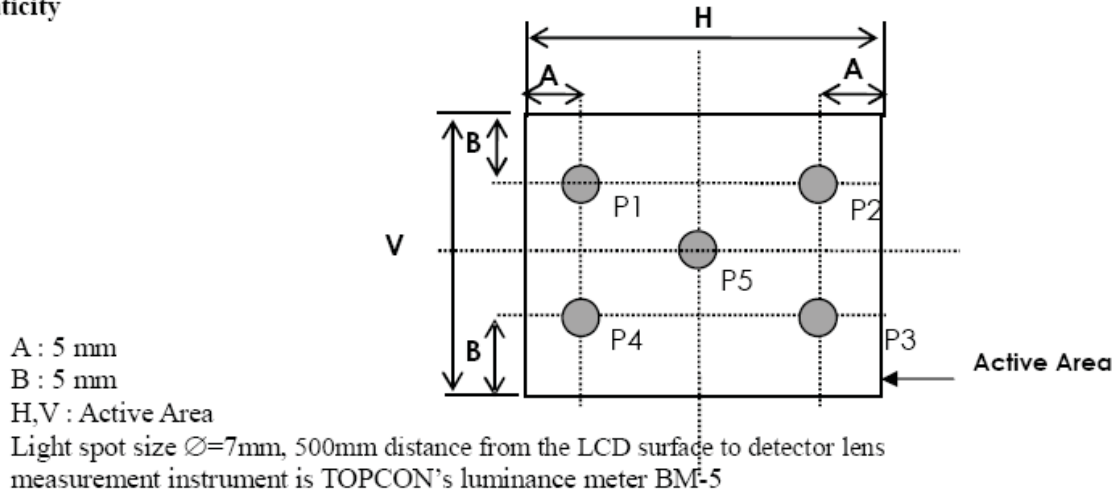 H
A A
B
P1 P2
V
P5
B P4 P3
Active Area
A : 5 mm
B : 5 mm
H,V : Active Area
Light spot size ∅=7mm, 500mm distance from the LCD surface to detector lens
measurement instrument is TOPCON’s luminance meter BM-5